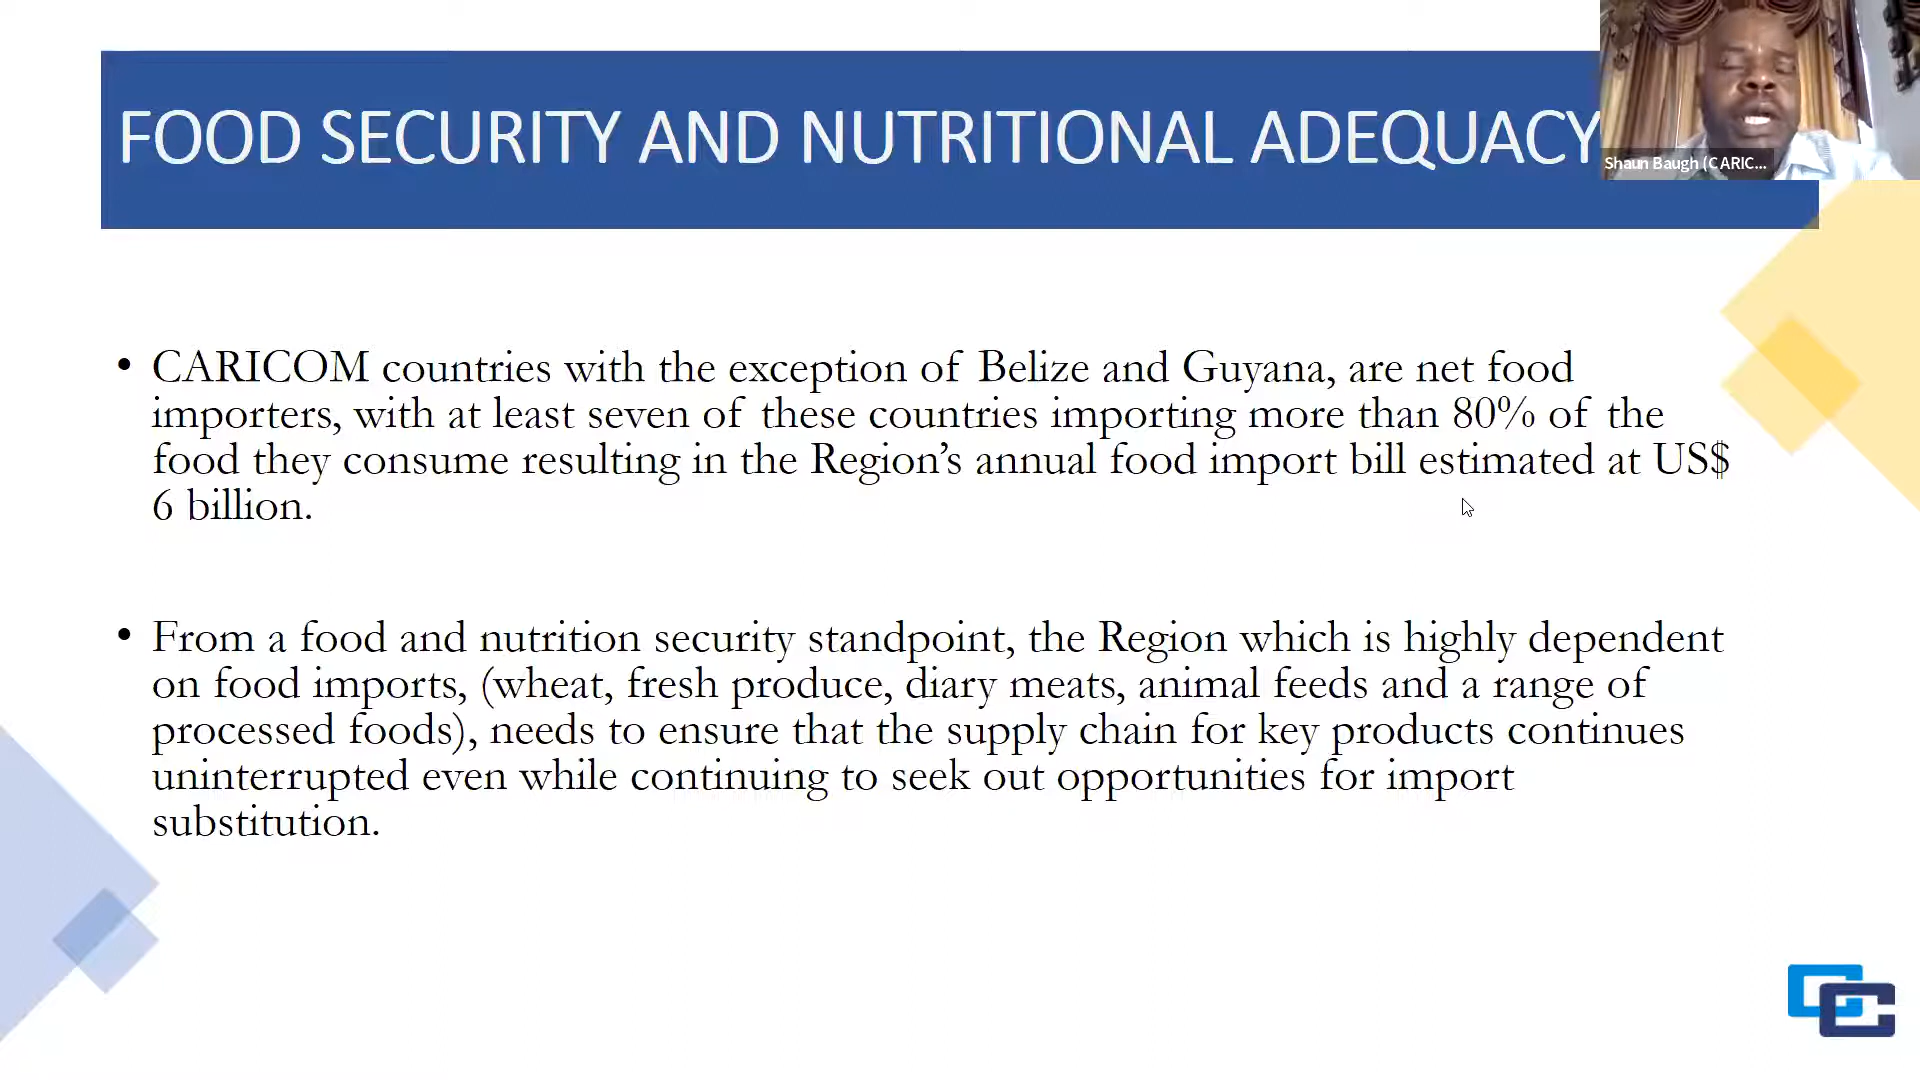 FOOD SECURITY AND NUTRITIONAL ADEQUACY
Shaun Baugh (CARIC...
• CARICOM countries with the exception of Belize and Guyana, are net food
importers, with at least seven of these countries importing more than 80% of the
food they consume resulting in the Region’s annual food import bill estimated at US$
6 billion.
• From a food and nutrition security standpoint, the Region which is highly dependent
on food imports, (wheat, fresh produce, diary meats, animal feeds and a range of
processed foods), needs to ensure that the supply chain for key products continues
uninterrupted even while continuing to seek out opportunities for import
substitution.